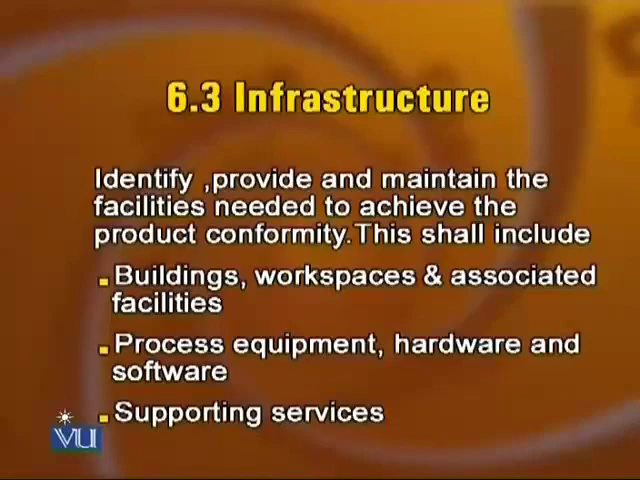 6.3 Infrastructure
Identify ,provide and maintain the
facilities needed to achieve the
product conformity.This shall include
Buildings, workspaces & associated
facilities
Process equipment, hardware and
software
Supporting services
VU